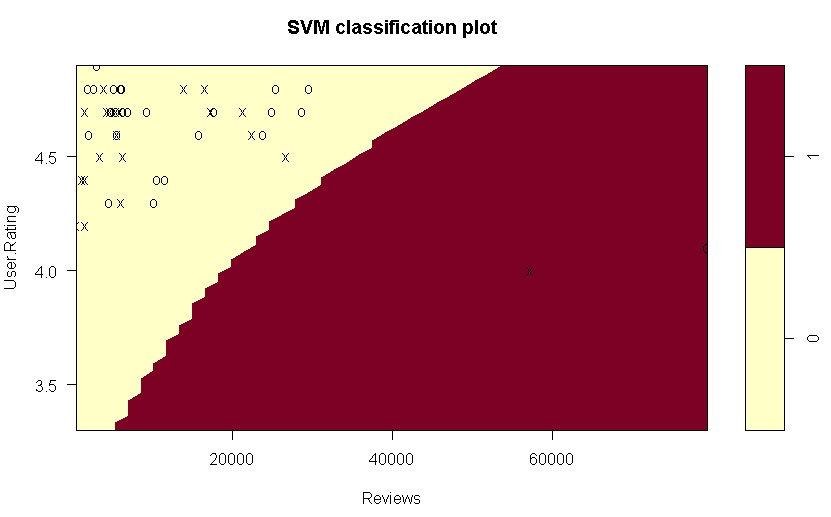 SVM classification plot
User.Rating
4.5
4.0
3.5
20000
40000
60000
Reviews
1
0